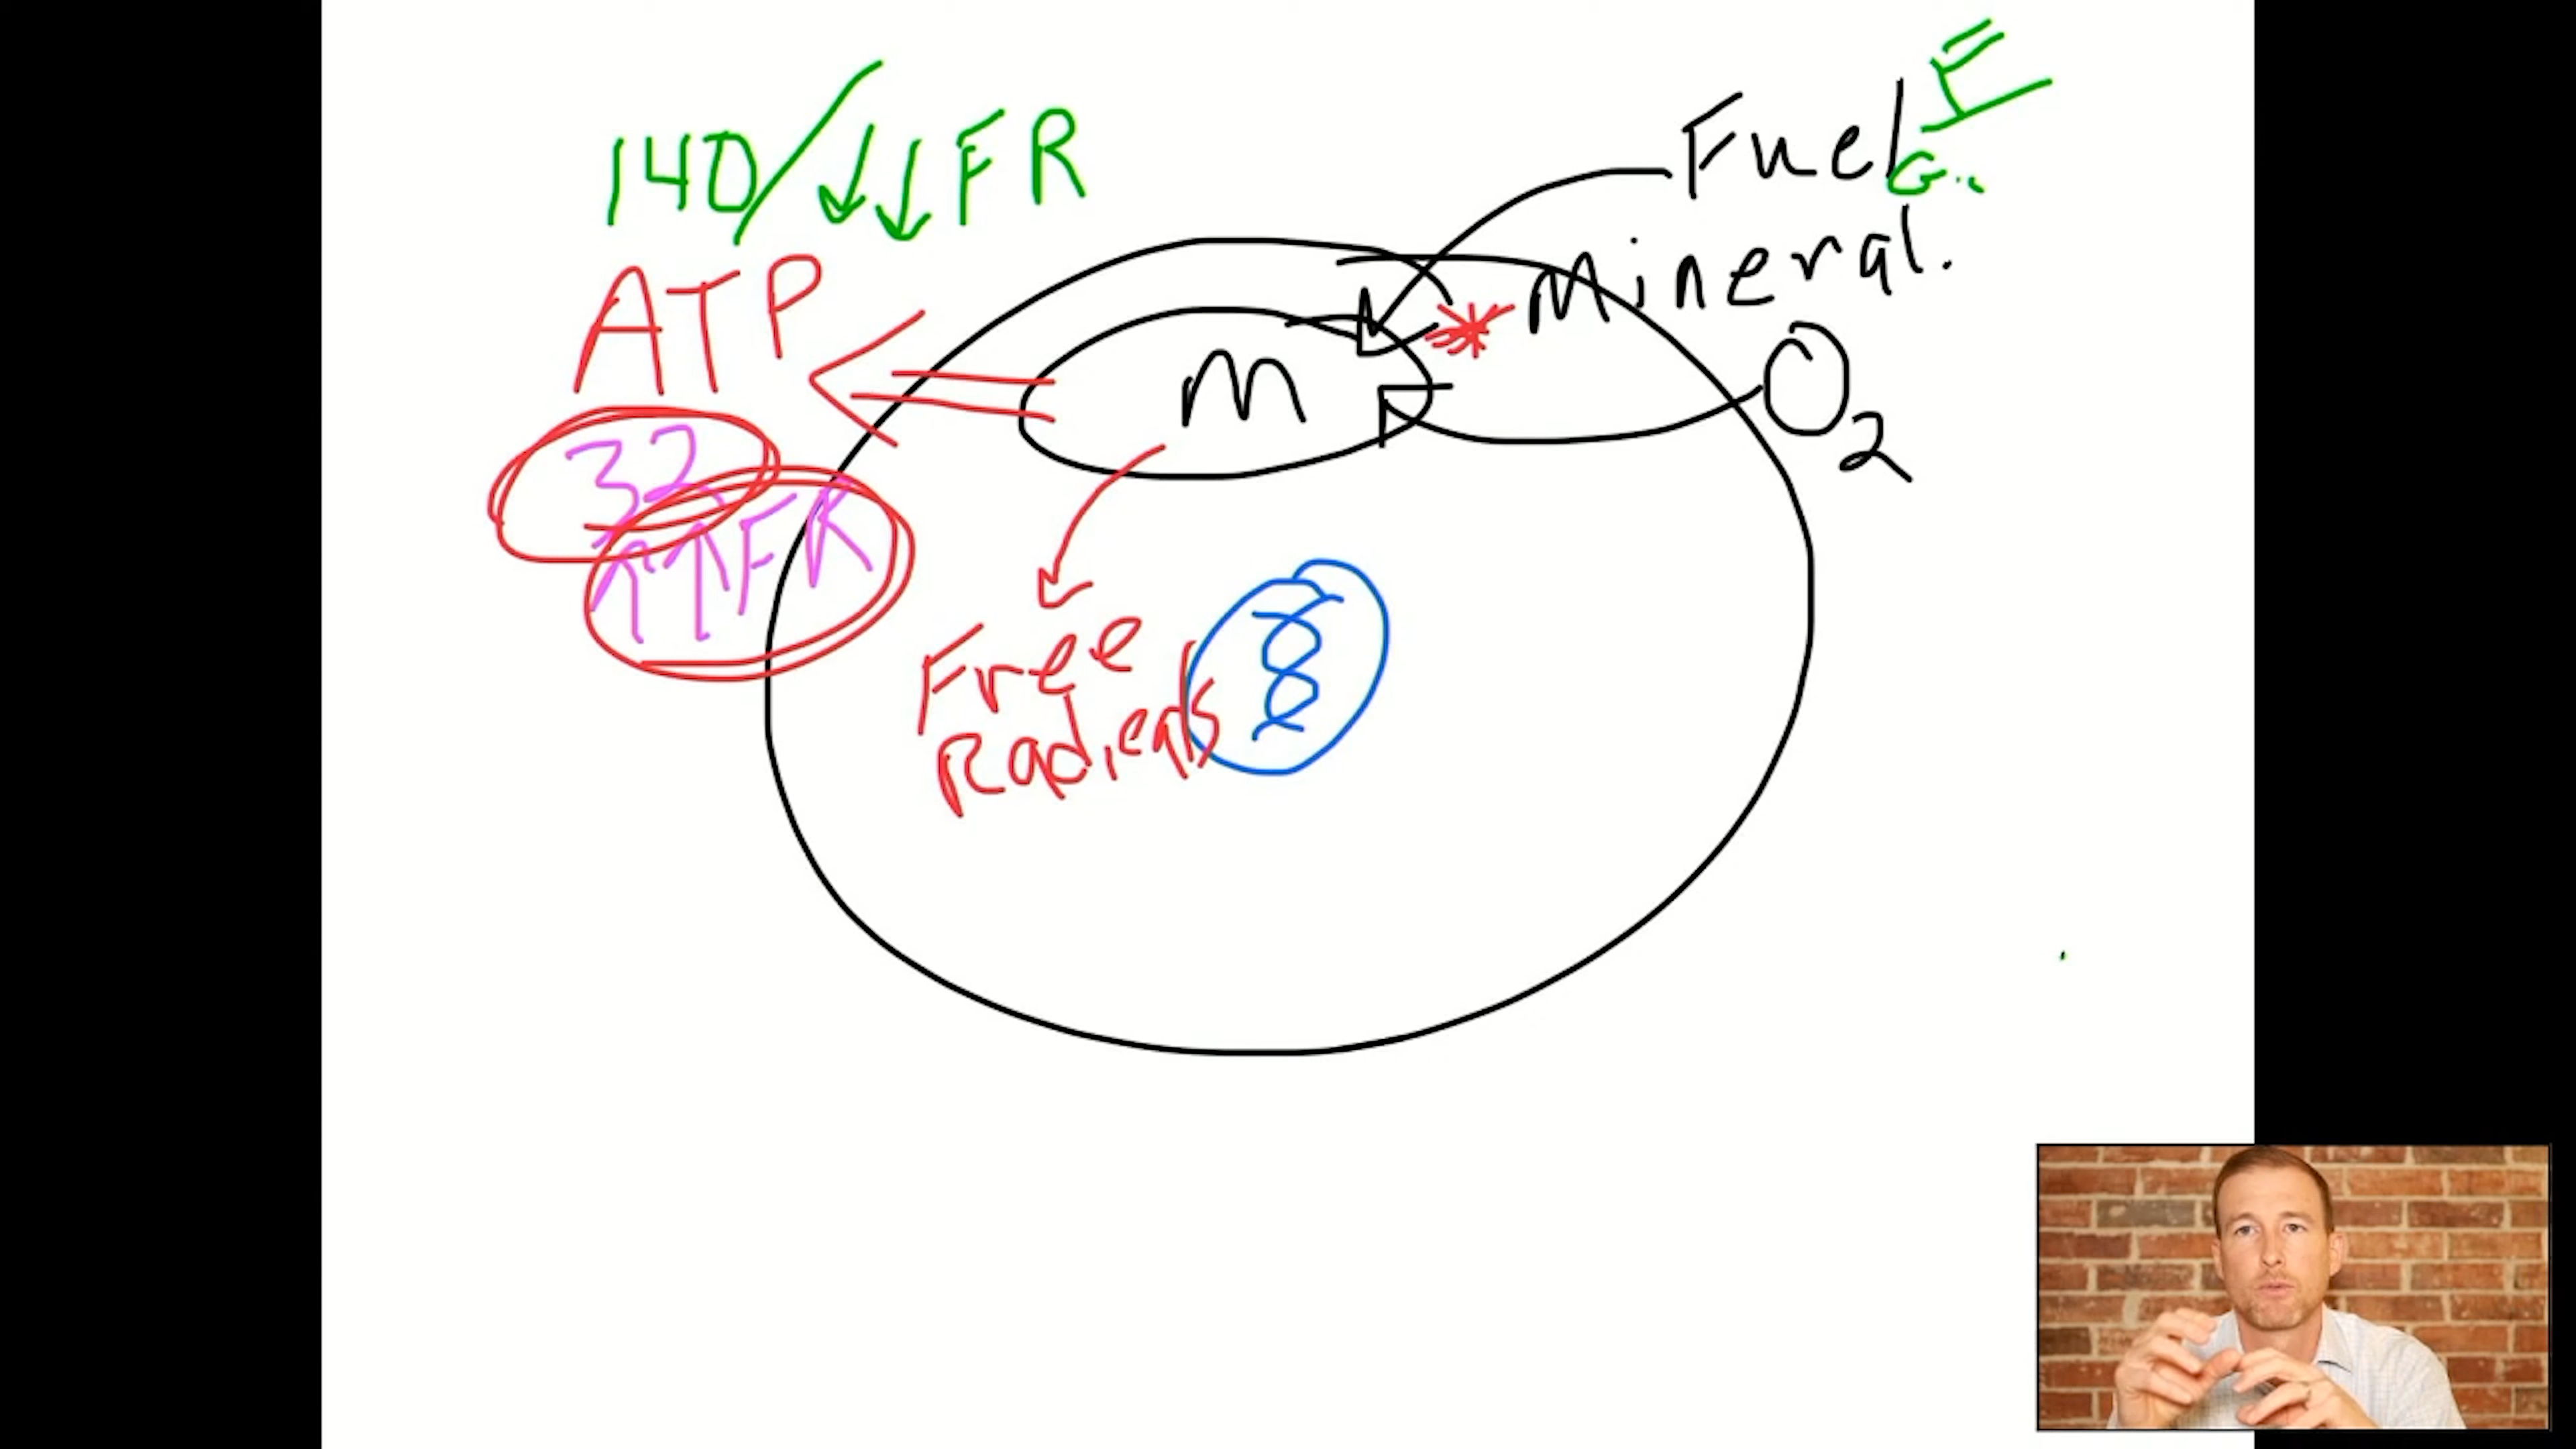 140/↓↓FR
ATP
32
↑↑FR
Fuel
Mineral.
O2
M
Free
Radicals